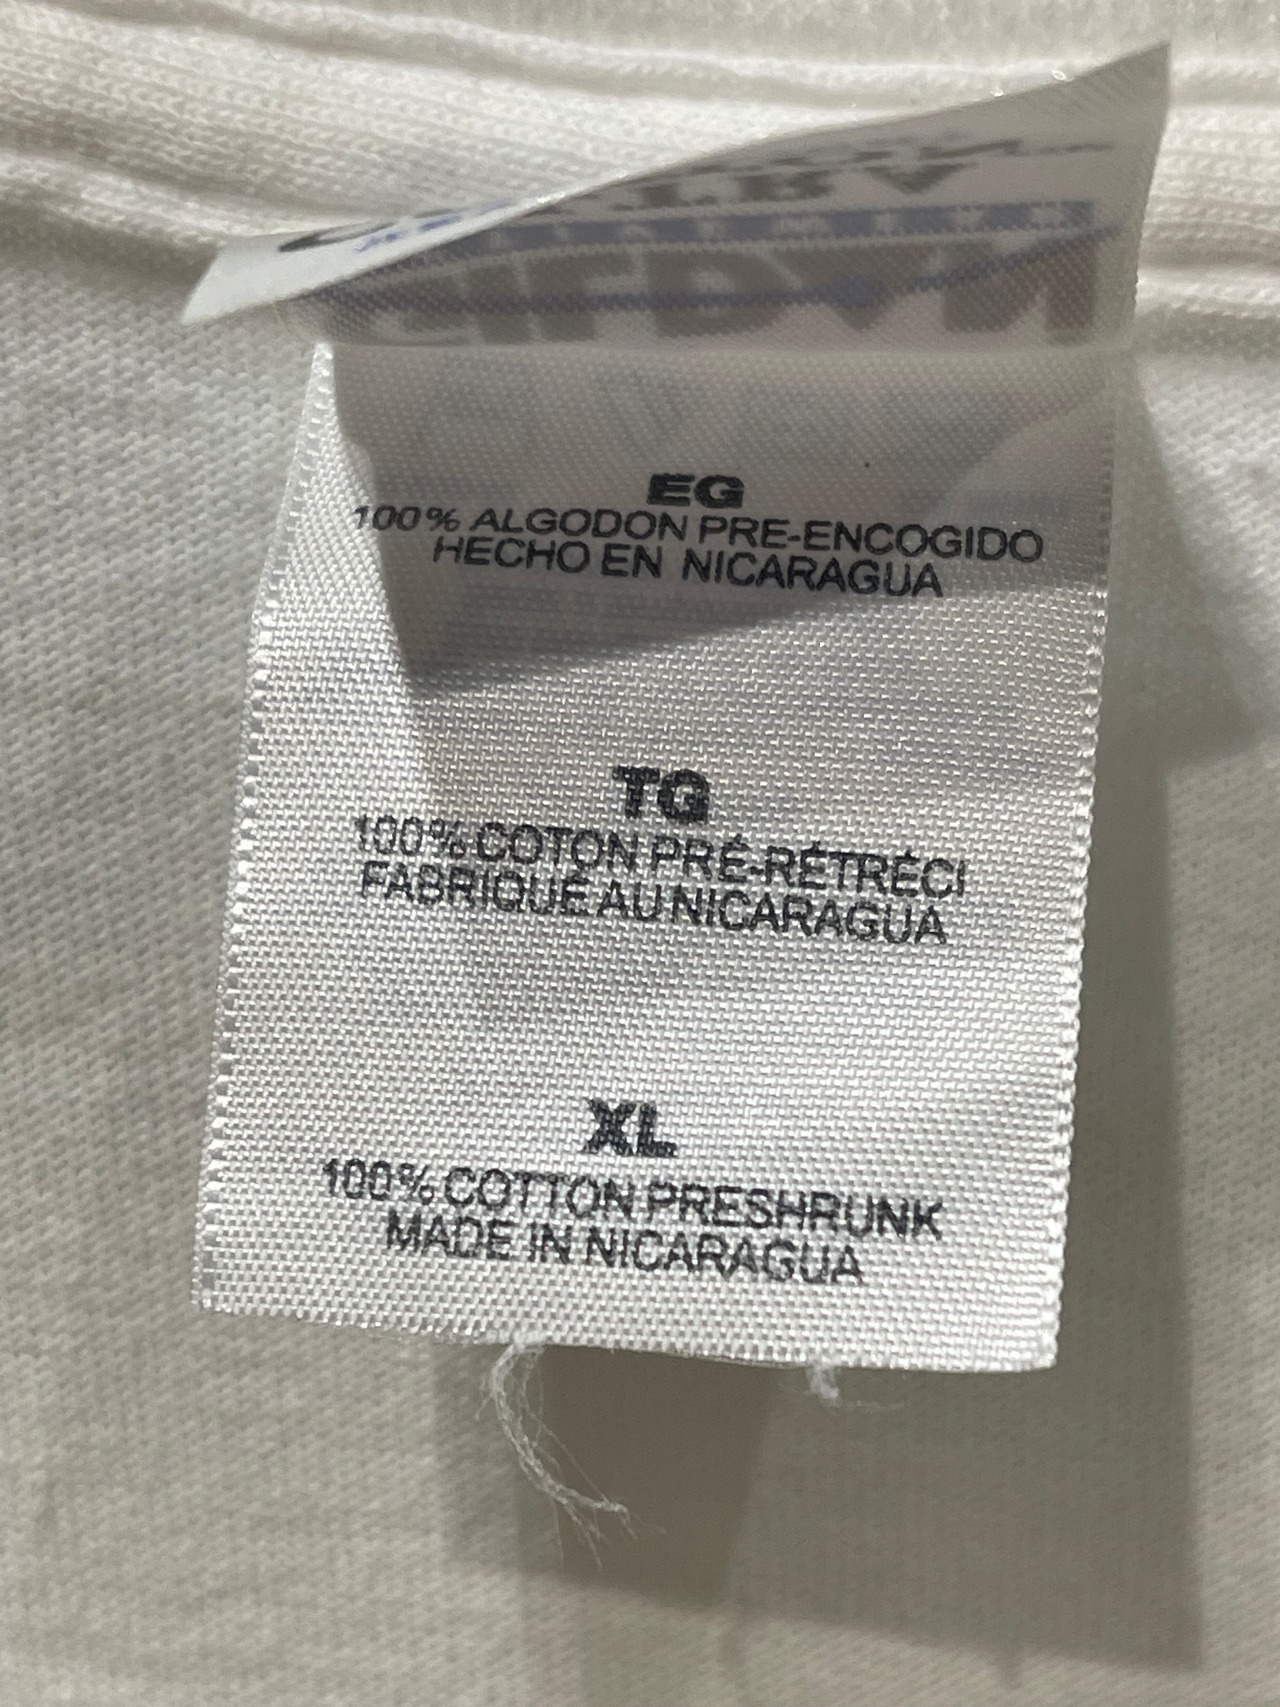 EG
100% ALGODON PRE-ENCOGIDO
HECHO EN NICARAGUA
TG
100% COTON PRÉ-RÉTRÉCI
FABRIQUÉ AU NICARAGUA
XL
100% COTTON PRESHRUNK
MADE IN NICARAGUA